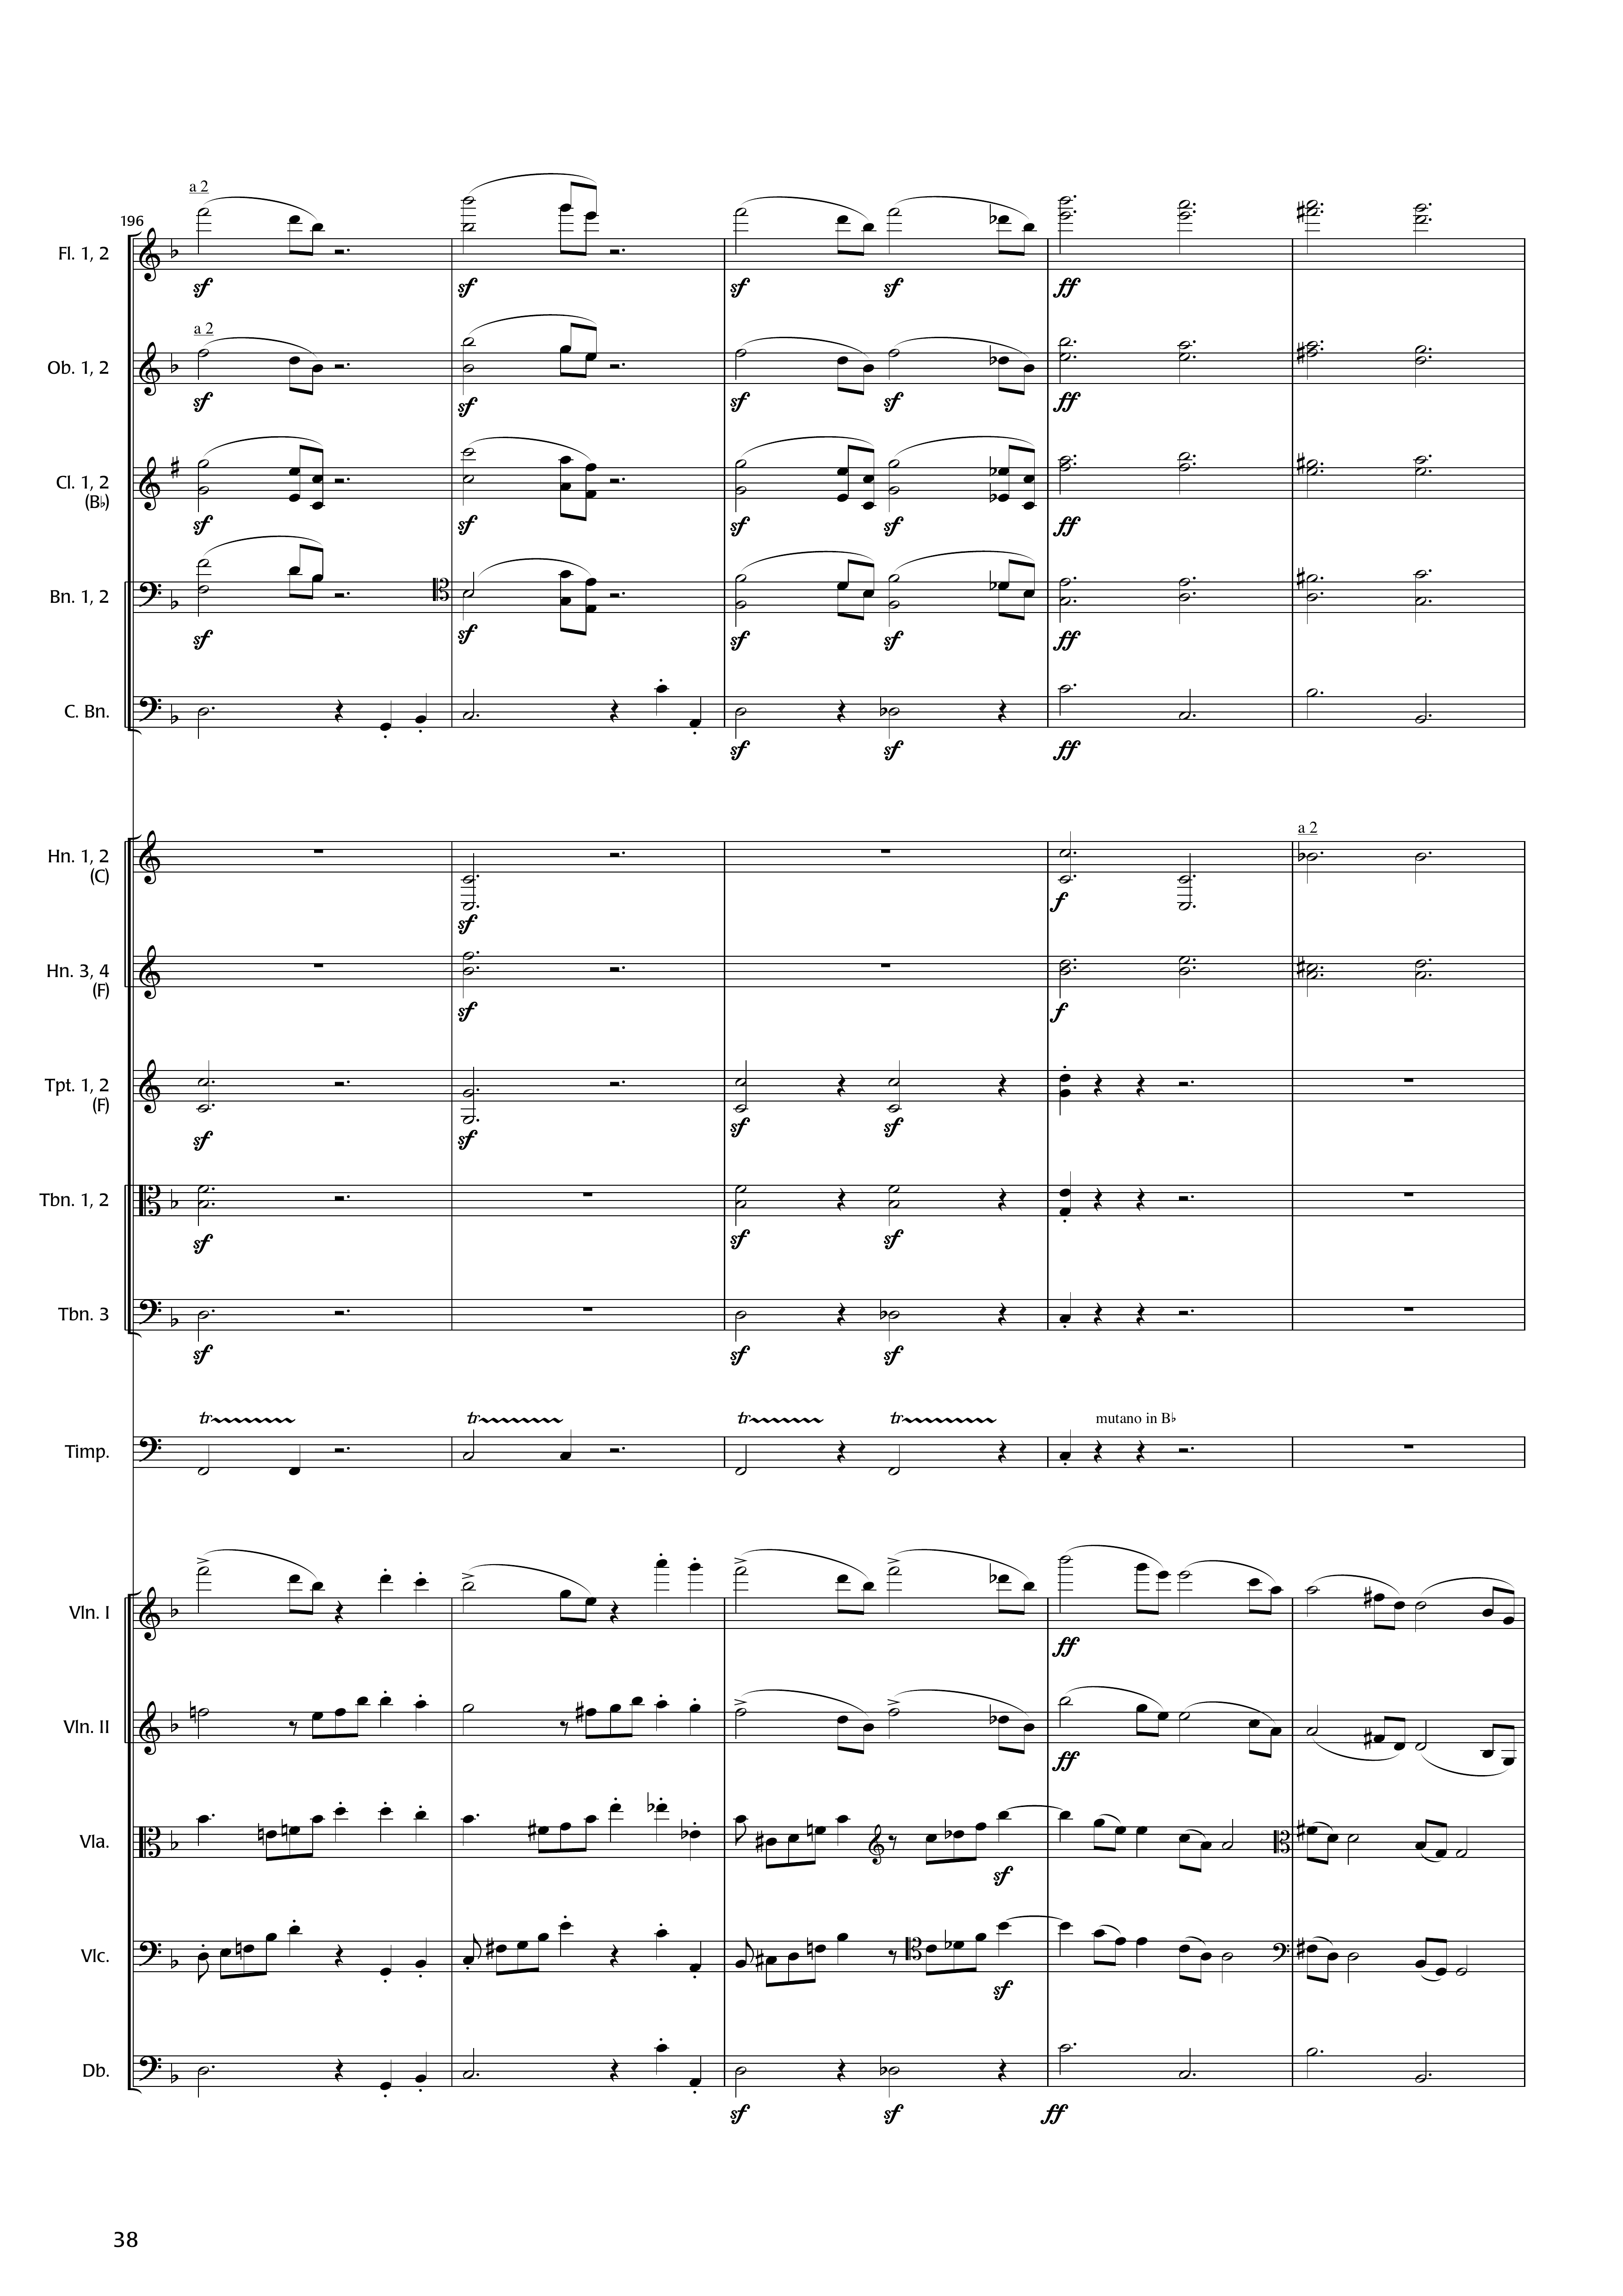 a 2
196
Fl. 1, 2
sf sf sf sf ff
a 2
Ob. 1, 2
sf sf sf sf ff
Cl. 1, 2
(B♭)
sf sf sf sf ff
Bn. 1, 2
sf sf sf sf ff
C. Bn.
sf sf ff
a 2
Hn. 1, 2
(C)
sf f
Hn. 3, 4
(F)
sf f
Tpt. 1, 2
(F)
sf sf sf sf
Tbn. 1, 2
sf sf sf
Tbn. 3
sf sf sf
tr tr tr tr mutano in B♭
Timp.
Vln. I
ff
Vln. II
ff
Vla.
sf
Vlc.
sf
Db.
sf sf ff
38